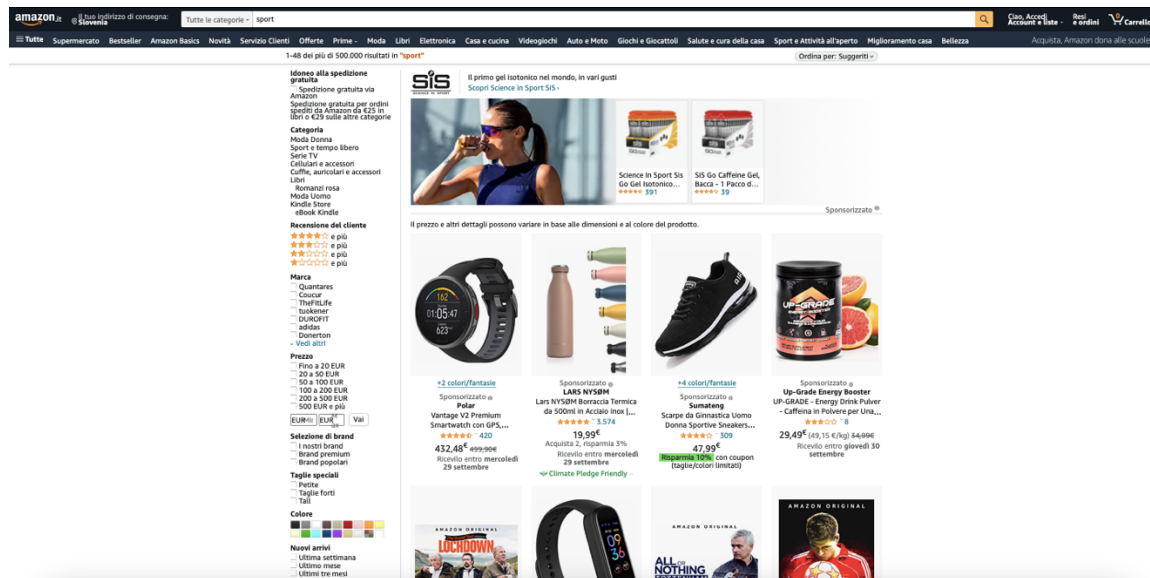 amazon.it
Il tuo indirizzo di consegna:
Slovenia
Tutte le categorie
sport
Ciao, Accedi
Account e liste
Resi
e ordini
0
Carrello
Tutte
Supermercato
Bestseller
Amazon Basics
Novità
Servizio Clienti
Offerte
Prime
Moda
Libri
Elettronica
Casa e cucina
Videogiochi
Auto e Moto
Giochi e Giocattoli
Salute e cura della casa
Sport e Attività all'aperto
Miglioramento casa
Bellezza
Acquista, Amazon dona alle scuole
1-48 dei più di 500.000 risultati in "sport"
Ordina per: Suggeriti
Idoneo alla spedizione
gratuita
Spedizione gratuita via
Amazon
Spedizione gratuita per ordini
spediti da Amazon da €25 in
libri o €29 sulle altre categorie
Categoria
Moda Donna
Sport e tempo libero
Serie TV
Cellulari e accessori
Cuffie, auricolari e accessori
Libri
Romanzi rosa
Moda Uomo
Kindle Store
eBook Kindle
Recensione del cliente
e più
e più
e più
e più
Marca
Quantares
Coucur
TheFitLife
tuokener
DUROFIT
adidas
Donerton
Vedi altri
Prezzo
Fino a 20 EUR
20 a 50 EUR
50 a 100 EUR
100 a 200 EUR
200 a 500 EUR
500 EUR e più
EUR
EUR
Vai
Selezione di brand
I nostri brand
Brand premium
Brand popolari
Taglie speciali
Petite
Taglie forti
Tall
Colore
Nuovi arrivi
Ultima settimana
Ultimo mese
Ultimi tre mesi
SiS
SCIENCE IN SPORT
Il primo gel isotonico nel mondo, in vari gusti
Scopri Science in Sport SiS ›
Science In Sport Sis
Go Gel Isotonico...
391
SiS Go Caffeine Gel,
Bacca - 1 Pacco d...
39
Sponsorizzato
Il prezzo e altri dettagli possono variare in base alle dimensioni e al colore del prodotto.
162
01:05:47
623
+2 colori/fantasie
Sponsorizzato
Polar
Vantage V2 Premium
Smartwatch con GPS,...
420
432,48€ 499,90€
Ricevilo entro mercoledì
29 settembre
Sponsorizzato
LARS NYSØM
LARS NYSØM Borraccia Termica
da 500ml in Acciaio Inox |...
3.574
19,99€
Acquista 2, risparmia 3%
Ricevilo entro mercoledì
29 settembre
Climate Pledge Friendly
AIR
+4 colori/fantasie
Sponsorizzato
Sumateng
Scarpe da Ginnastica Uomo
Donna Sportive Sneakers...
309
47,99€
Risparmia 10% con coupon
(taglie/colori limitati)
UP-GRADE
ENERGY BOOSTER
Sponsorizzato
Up-Grade Energy Booster
UP-GRADE - Energy Drink Pulver
- Caffeina in Polvere per Una...
8
29,49€ (49,15 €/kg) 34,99€
Ricevilo entro giovedì 30
settembre
AMAZON ORIGINAL
LOCKDOWN
09
36
AMAZON ORIGINAL
ALL OR
NOTHING
TOTTENHAM
AMAZON ORIGINAL